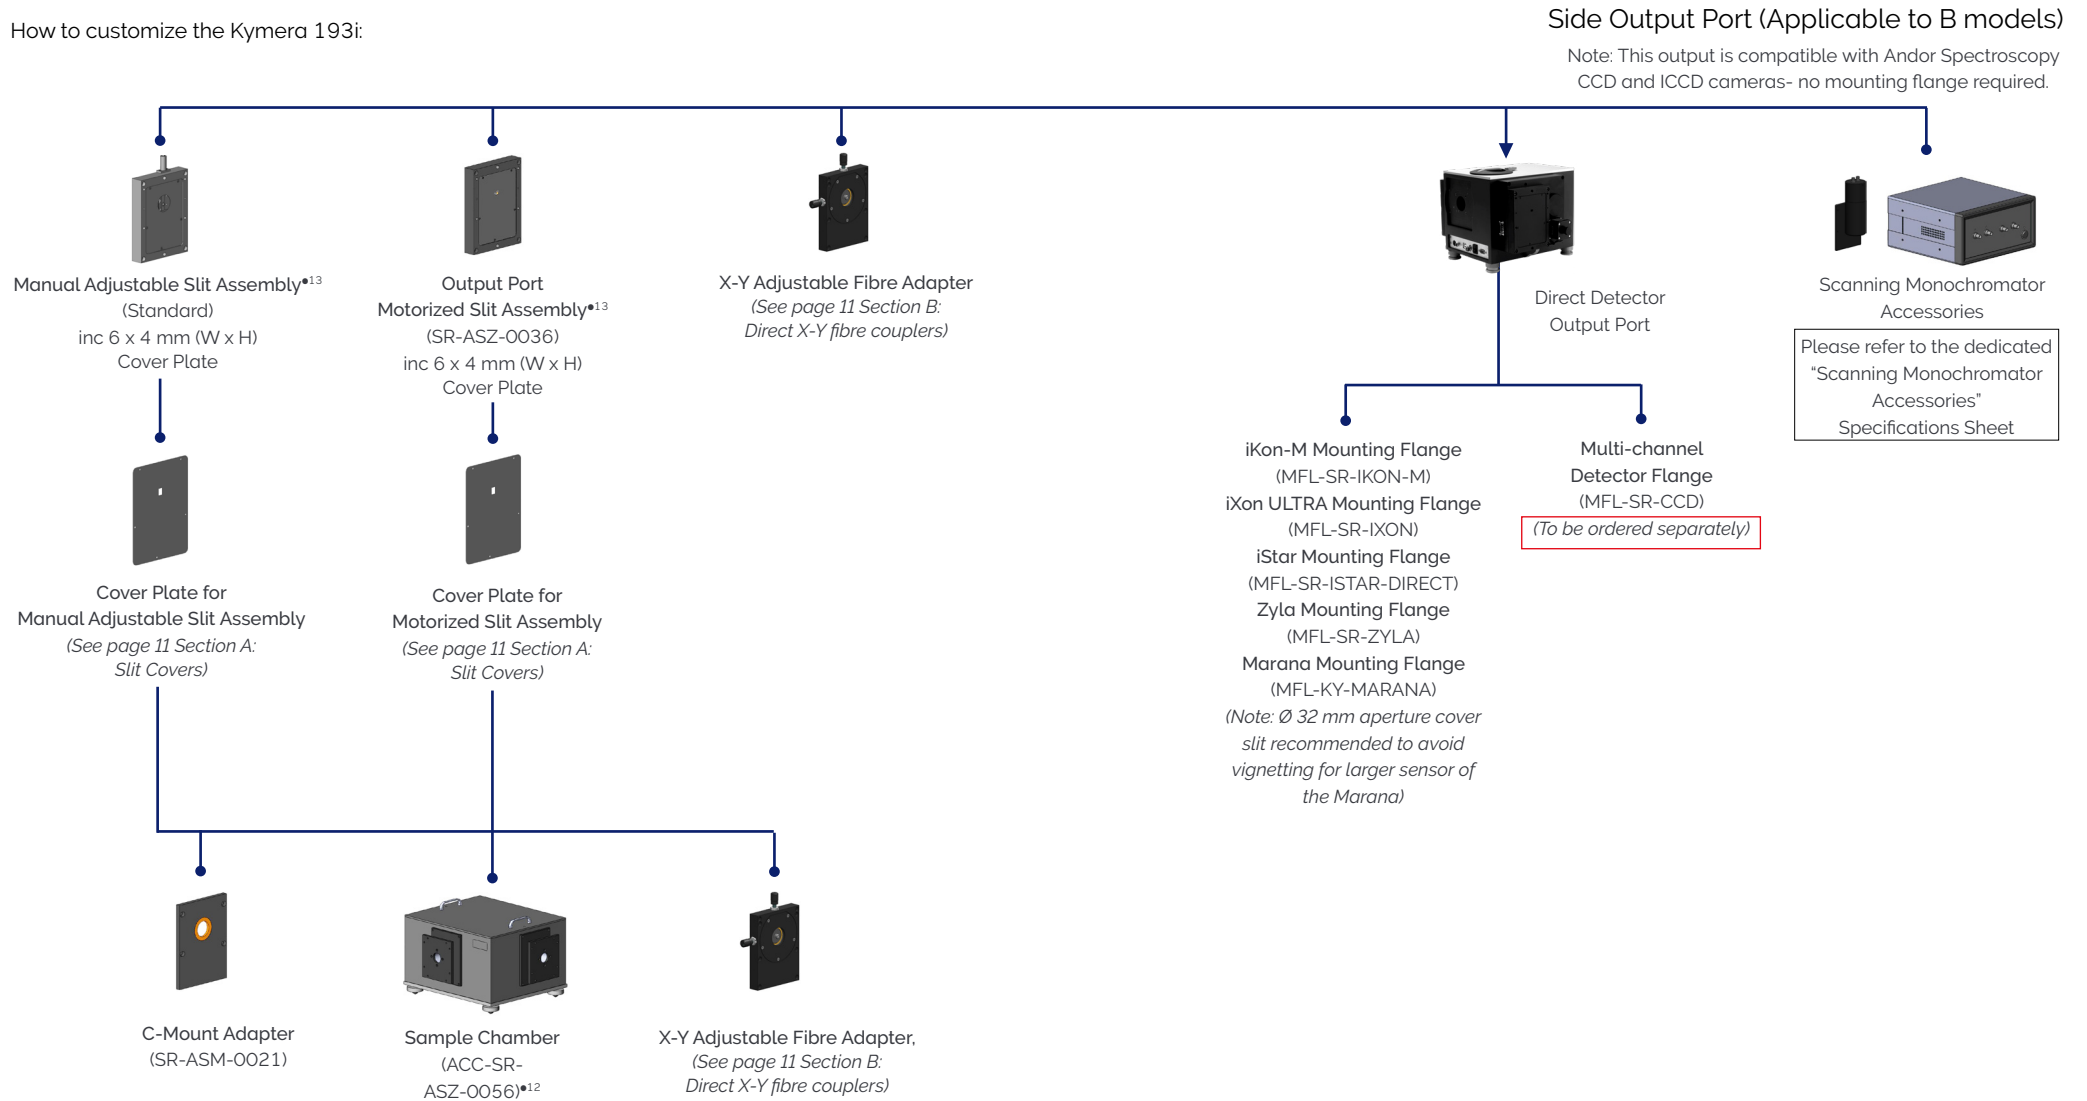 How to customize the Kymera 193i:
Side Output Port (Applicable to B models)
Note: This output is compatible with Andor Spectroscopy
CCD and ICCD cameras- no mounting flange required.
Manual Adjustable Slit Assembly●13
(Standard)
inc 6 x 4 mm (W x H)
Cover Plate
Output Port
Motorized Slit Assembly●13
(SR-ASZ-0036)
inc 6 x 4 mm (W x H)
Cover Plate
X-Y Adjustable Fibre Adapter
(See page 11 Section B:
Direct X-Y fibre couplers)
Direct Detector
Output Port
Scanning Monochromator
Accessories
Please refer to the dedicated
“Scanning Monochromator
Accessories”
Specifications Sheet
iKon-M Mounting Flange
(MFL-SR-IKON-M)
iXon ULTRA Mounting Flange
(MFL-SR-IXON)
iStar Mounting Flange
(MFL-SR-ISTAR-DIRECT)
Zyla Mounting Flange
(MFL-SR-ZYLA)
Marana Mounting Flange
(MFL-KY-MARANA)
(Note: Ø 32 mm aperture cover
slit recommended to avoid
vignetting for larger sensor of
the Marana)
Multi-channel
Detector Flange
(MFL-SR-CCD)
(To be ordered separately)
Cover Plate for
Manual Adjustable Slit Assembly
(See page 11 Section A:
Slit Covers)
Cover Plate for
Motorized Slit Assembly
(See page 11 Section A:
Slit Covers)
C-Mount Adapter
(SR-ASM-0021)
Sample Chamber
(ACC-SR-
ASZ-0056)●12
X-Y Adjustable Fibre Adapter,
(See page 11 Section B:
Direct X-Y fibre couplers)